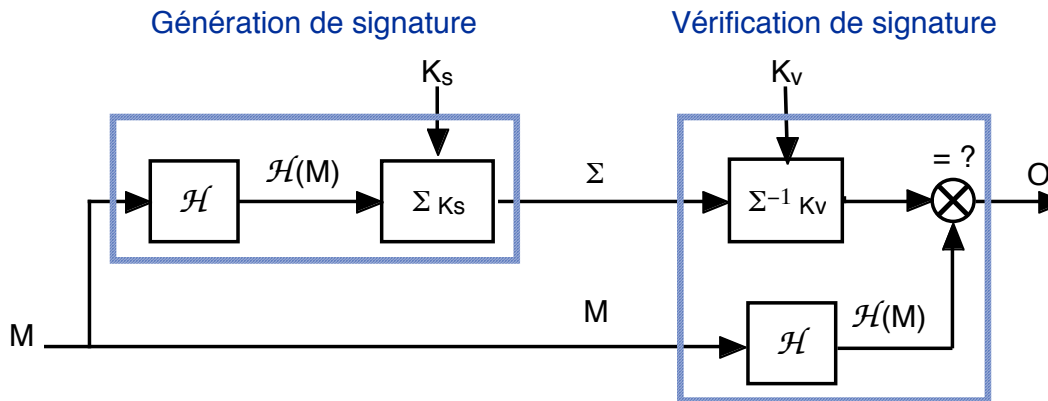 Génération de signature
Vérification de signature
Ks
Kv
ℋ
ℋ(M)
Σ Ks
Σ
Σ−1 Kv
= ?
M
M
ℋ
ℋ(M)